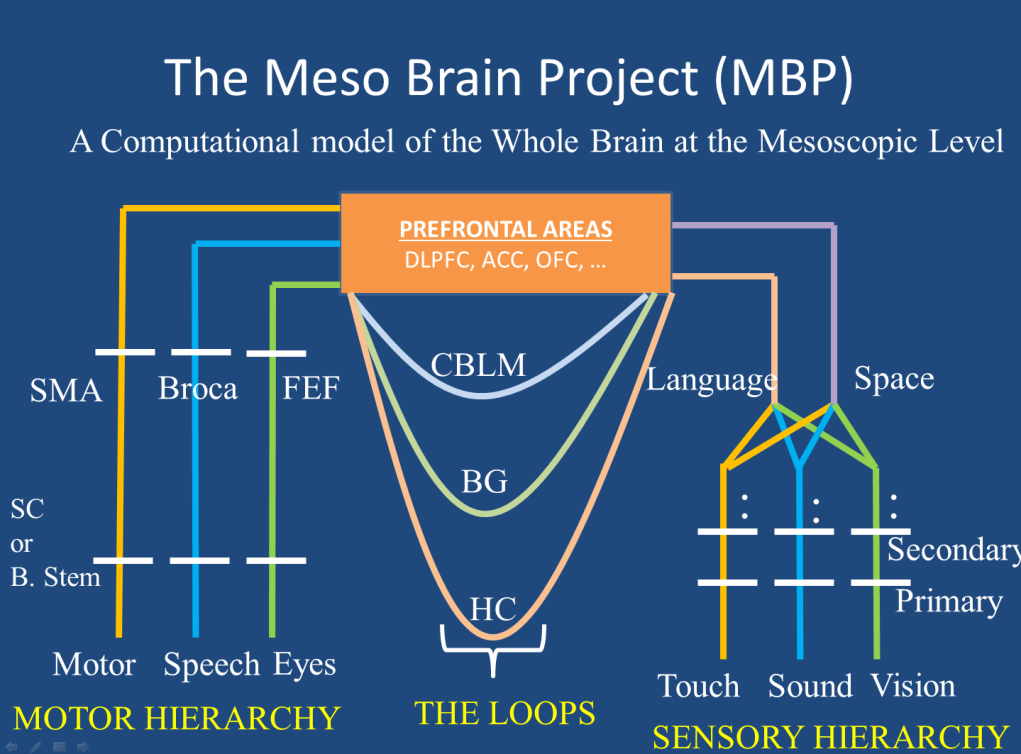 The Meso Brain Project (MBP)
A Computational model of the Whole Brain at the Mesoscopic Level
PREFRONTAL AREAS
DLPFC, ACC, OFC, ...
SMA
Broca
FEF
SC
or
B. Stem
Motor
Speech
Eyes
MOTOR HIERARCHY
CBLM
BG
HC
THE LOOPS
Language
Space
Secondary
Primary
Touch
Sound
Vision
SENSORY HIERARCHY